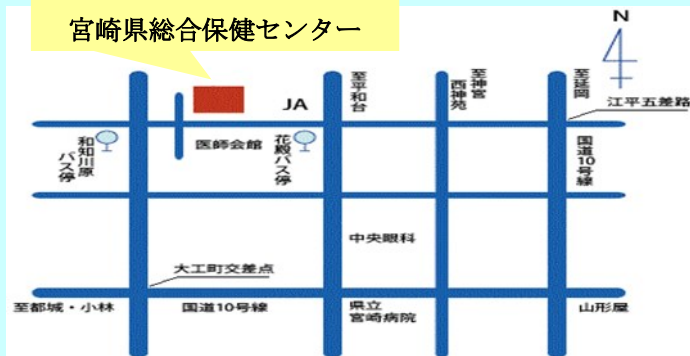 宮崎県総合保健センター
N
至平和台
至神宮
西神苑
至延岡
江平五差路
JA
和知川原
バス停
医師会館
花殿バス停
国道10号線
中央眼科
大工町交差点
至都城・小林
国道10号線
県立
宮崎病院
山形屋